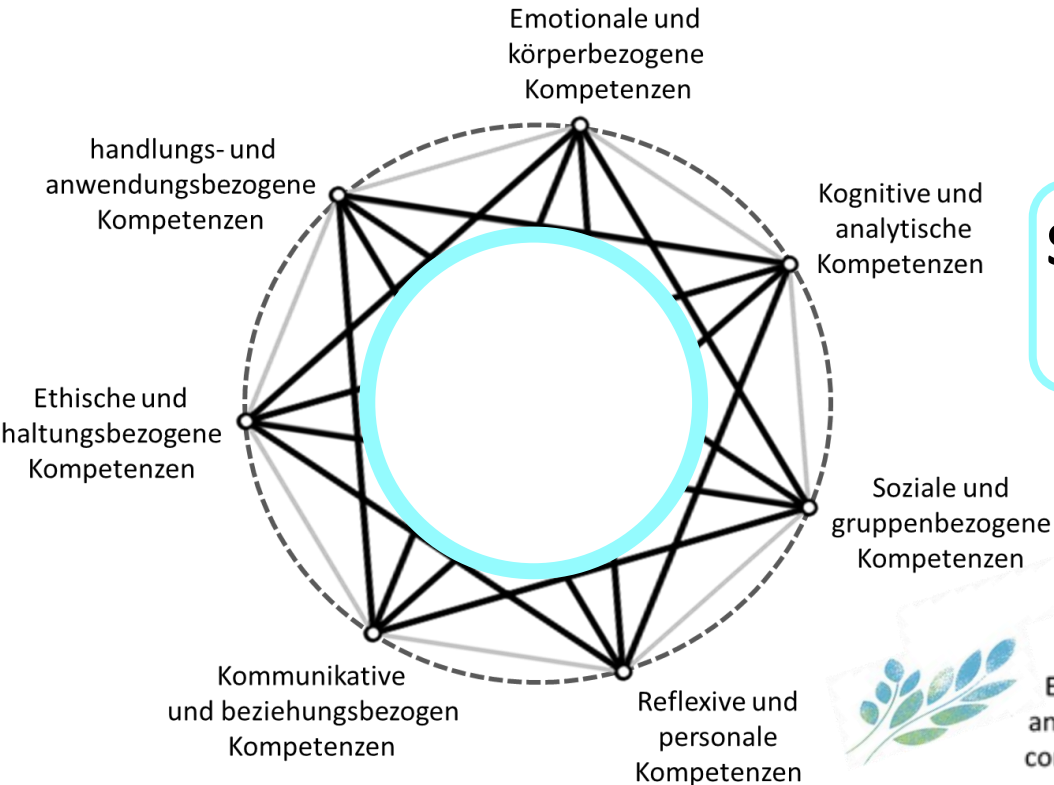 Emotionale und
körperbezogene
Kompetenzen
handlungs- und
anwendungsbezogene
Kompetenzen
Kognitive und
analytische
Kompetenzen
Ethische und
haltungsbezogene
Kompetenzen
Soziale und
gruppenbezogene
Kompetenzen
Kommunikative
und beziehungsbezogen
Kompetenzen
Reflexive und
personale
Kompetenzen